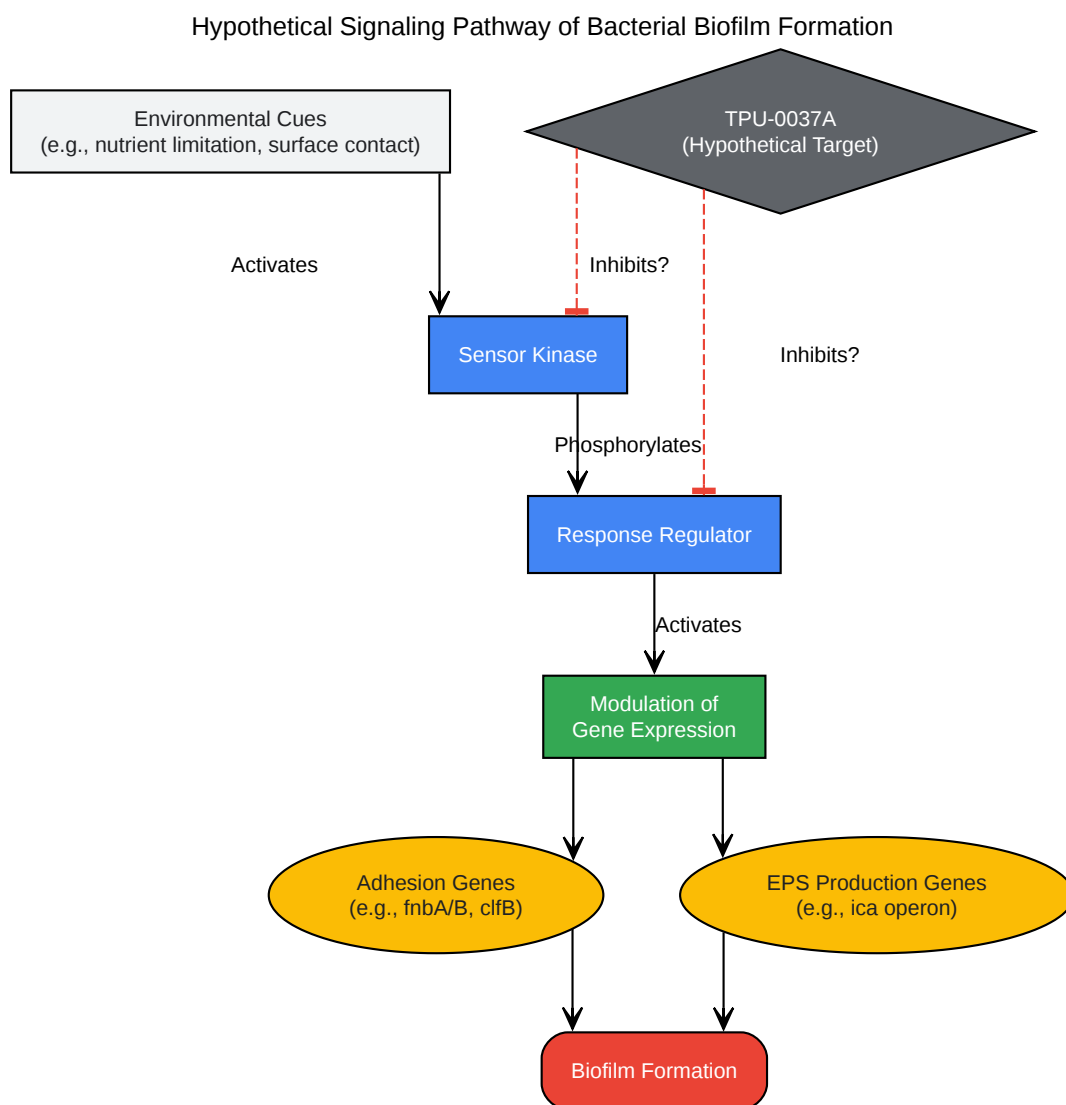 Hypothetical Signaling Pathway of Bacterial Biofilm Formation
Environmental Cues
(e.g., nutrient limitation, surface contact)
TPU-0037A
(Hypothetical Target)
Activates
Inhibits?
Sensor Kinase
Inhibits?
Phosphorylates
Response Regulator
Activates
Modulation of
Gene Expression
Adhesion Genes
(e.g., fnbA/B, clfB)
EPS Production Genes
(e.g., ica operon)
Biofilm Formation